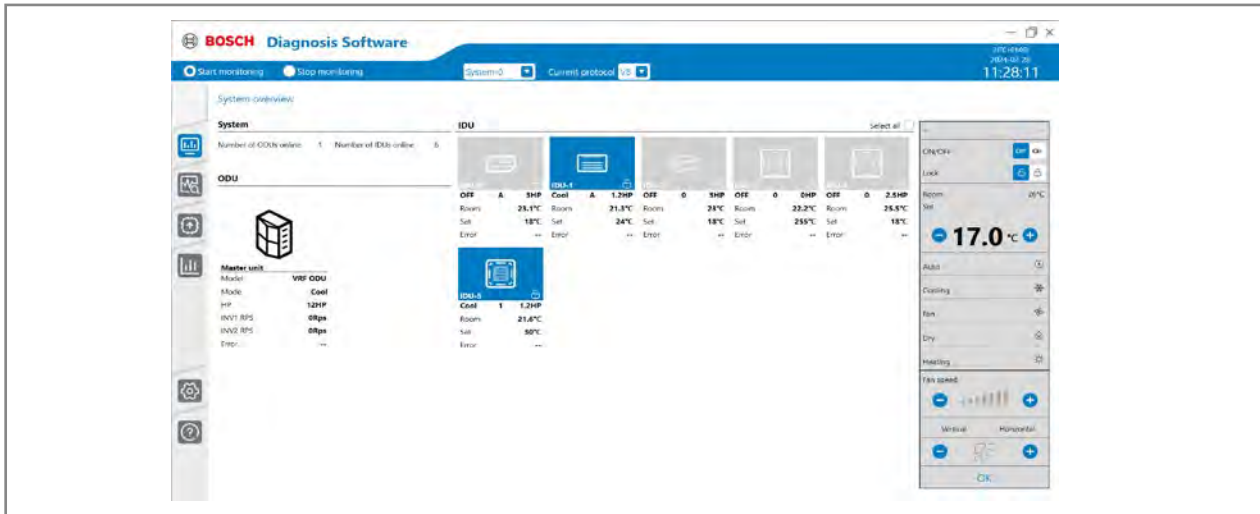 BOSCH Diagnosis Software
Start monitoring Stop monitoring System-0 Current protocol V8
11:28:11
System overview
System
Number of ODUs online 1 Number of IDUs online 6
ODU
Master unit
Model VRF ODU
Mode Cool
HP 12HP
INV1 RPS 0Rps
INV2 RPS 0Rps
Error --
IDU Select all
OFF A 5HP
Room 25.1°C
Set 18°C
Error --
IDU-1
Cool A 1.2HP
Room 21.3°C
Set 24°C
Error --
OFF 0 5HP
Room 25°C
Set 18°C
Error --
OFF 0 0HP
Room 22.2°C
Set 255°C
Error --
OFF 0 2.5HP
Room 25.5°C
Set 18°C
Error --
IDU-5
Cool 1 1.2HP
Room 21.6°C
Set 50°C
Error --
--
ON/OFF
Lock
Room
Set
17.0 °C
Auto
Cooling
Fan
Dry
Heating
Fan speed
Vertical Horizontal
OK